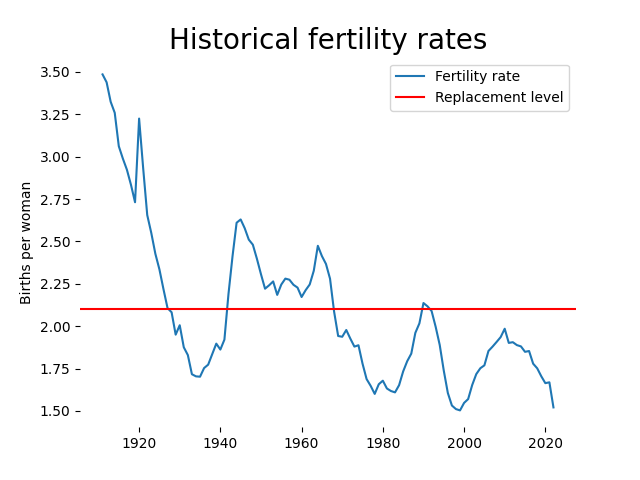 Historical fertility rates
Fertility rate
Replacement level
Births per woman
3.50
3.25
3.00
2.75
2.50
2.25
2.00
1.75
1.50
1920 1940 1960 1980 2000 2020